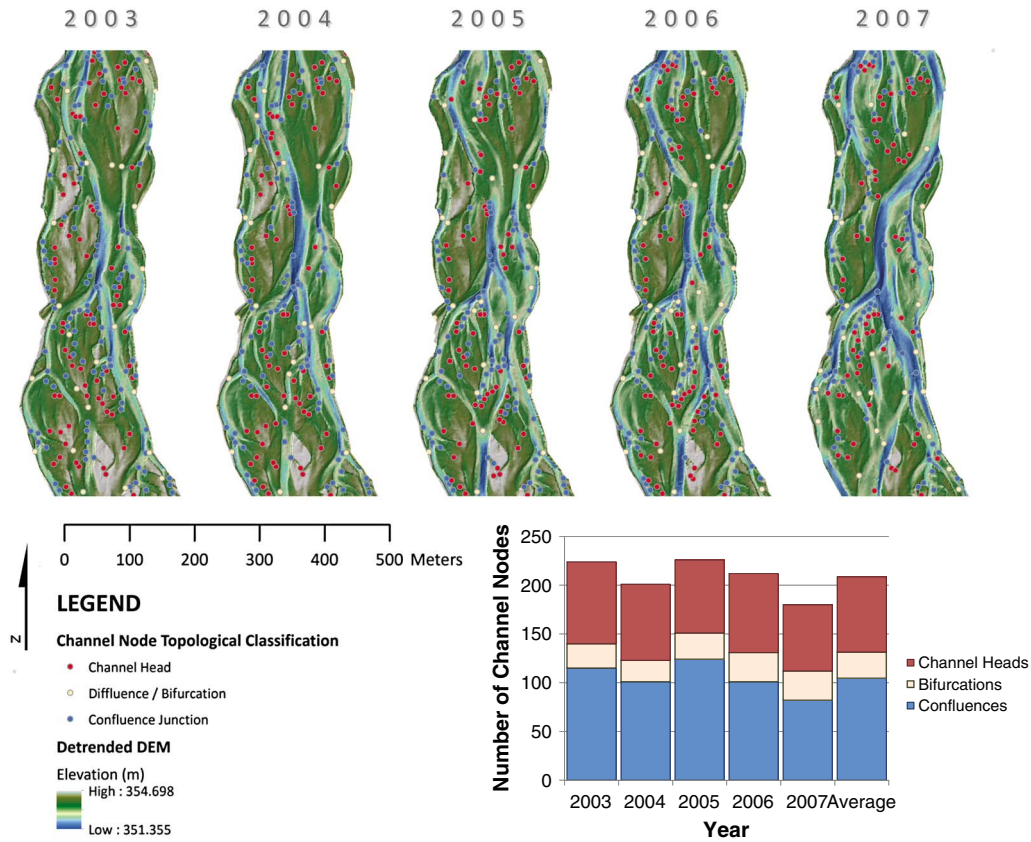 2003 2004 2005 2006 2007
0 100 200 300 400 500 Meters
N
LEGEND
Channel Node Topological Classification
Channel Head
Diffluence / Bifurcation
Confluence Junction
Detrended DEM
Elevation (m)
High : 354.698
Low : 351.355
Number of Channel Nodes
250
200
150
100
50
0
2003 2004 2005 2006 2007 Average
Year
Channel Heads
Bifurcations
Confluences